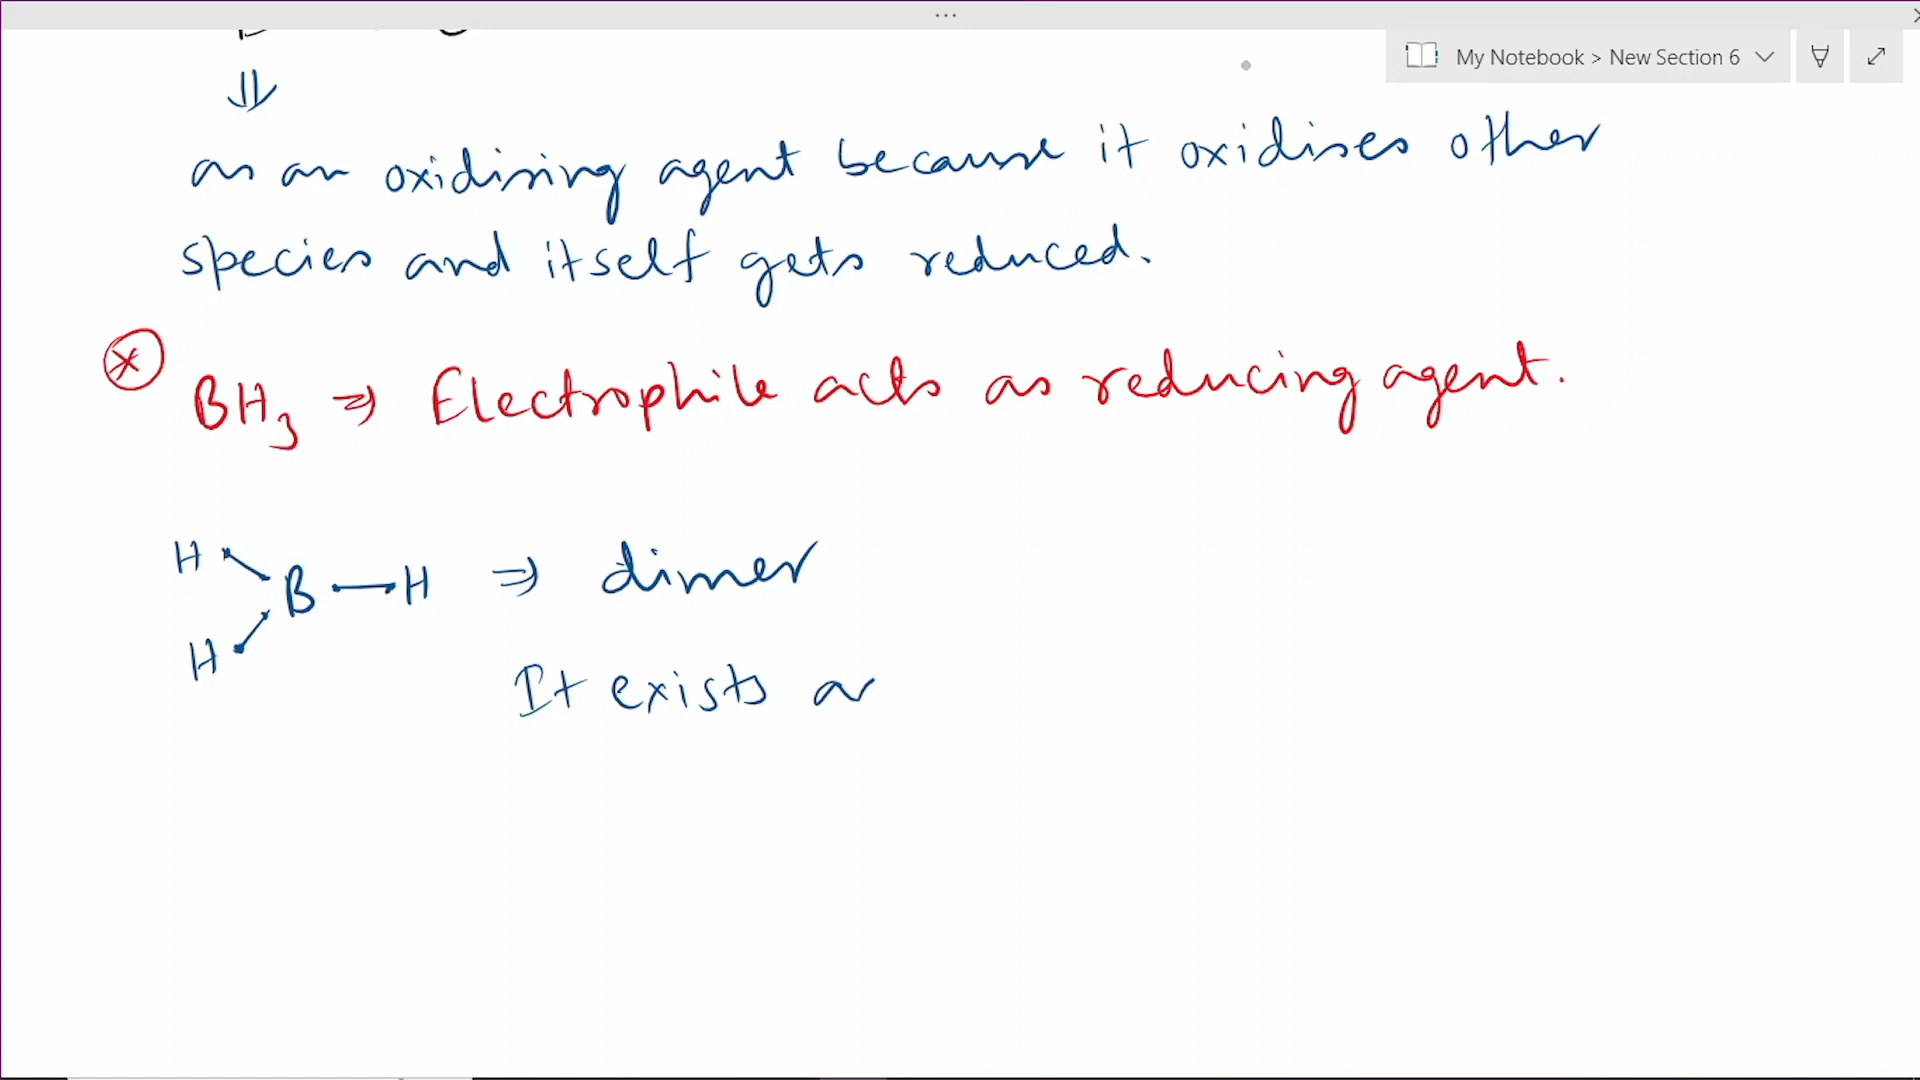 My Notebook > New Section 6
as an oxidising agent because it oxidises other
species and itself gets reduced.
BH3 ⇒ Electrophile acts as reducing agent.
H
B — H ⇒ dimer
H
It exists as